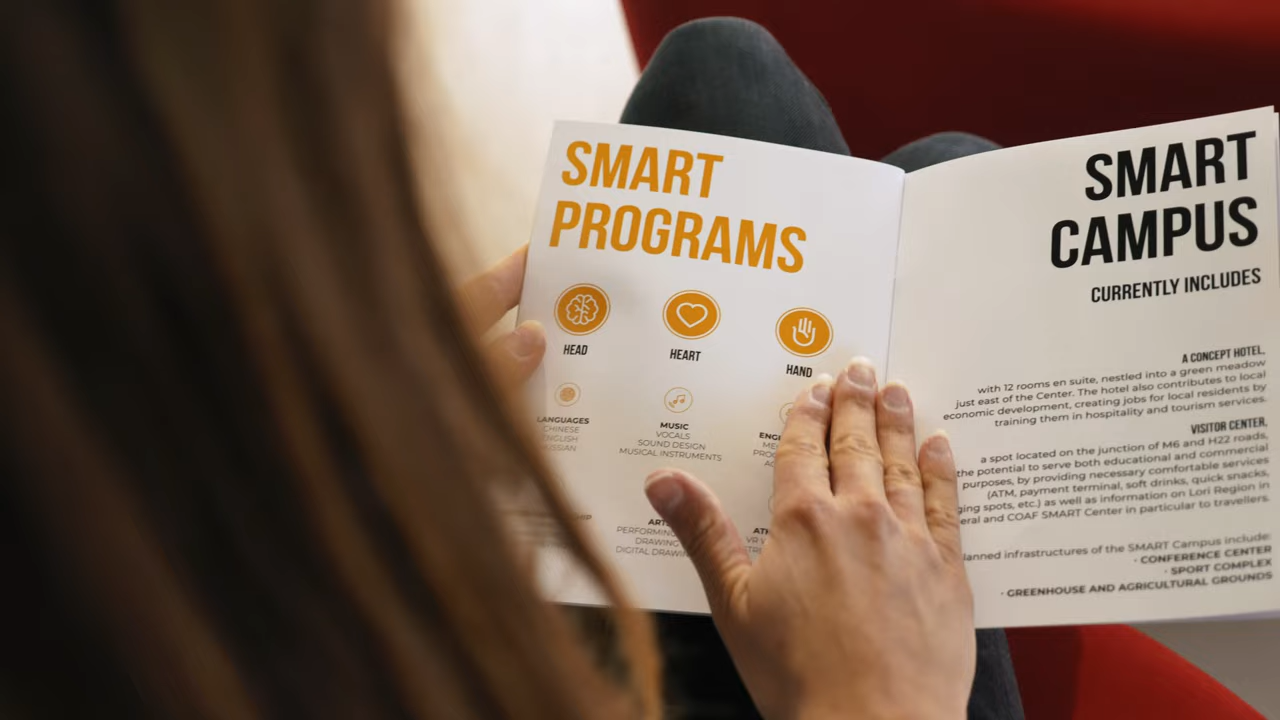 SMART
PROGRAMS
HEAD
HEART
HAND
LANGUAGES
CHINESE
ENGLISH
MUSIC
VOCALS
SOUND DESIGN
MUSICAL INSTRUMENTS
DIGITAL
SMART
CAMPUS
CURRENTLY INCLUDES
A CONCEPT HOTEL,
with 12 rooms en suite, nestled into a green meadow
just east of the Center. The hotel also contributes to local
economic development, creating jobs for local residents by
training them in hospitality and tourism services.
VISITOR CENTER,
a spot located on the junction of M6 and H22 roads,
the potential to serve both educational and commercial
purposes, by providing necessary comfortable services
(ATM, payment terminal, soft drinks, quick snacks,
spots, etc.) as well as information on Lori Region in
and COAF SMART Center in particular to travellers.
infrastructures of the SMART Campus include:
· CONFERENCE CENTER
· SPORT COMPLEX
· GREENHOUSE AND AGRICULTURAL GROUNDS